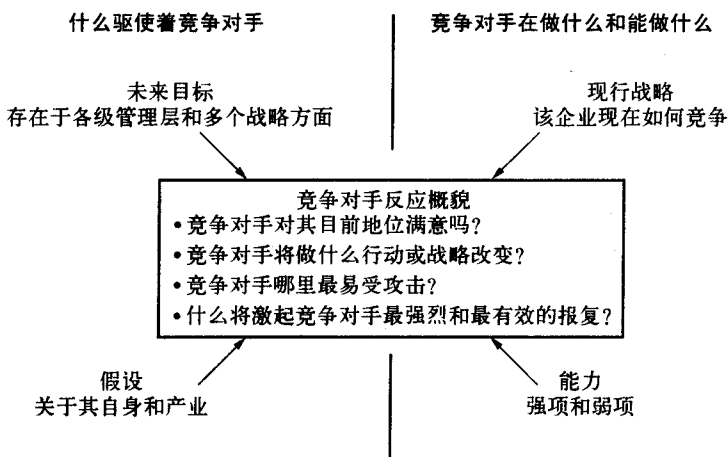 什么驱使着竞争对手
竞争对手在做什么和能做什么
未来目标
存在于各级管理层和多个战略方面
现行战略
该企业现在如何竞争
竞争对手反应概貌
•竞争对手对其目前地位满意吗?
•竞争对手将做什么行动或战略改变?
•竞争对手哪里最易受攻击?
•什么将激起竞争对手最强烈和最有效的报复?
假设
关于其自身和产业
能力
强项和弱项